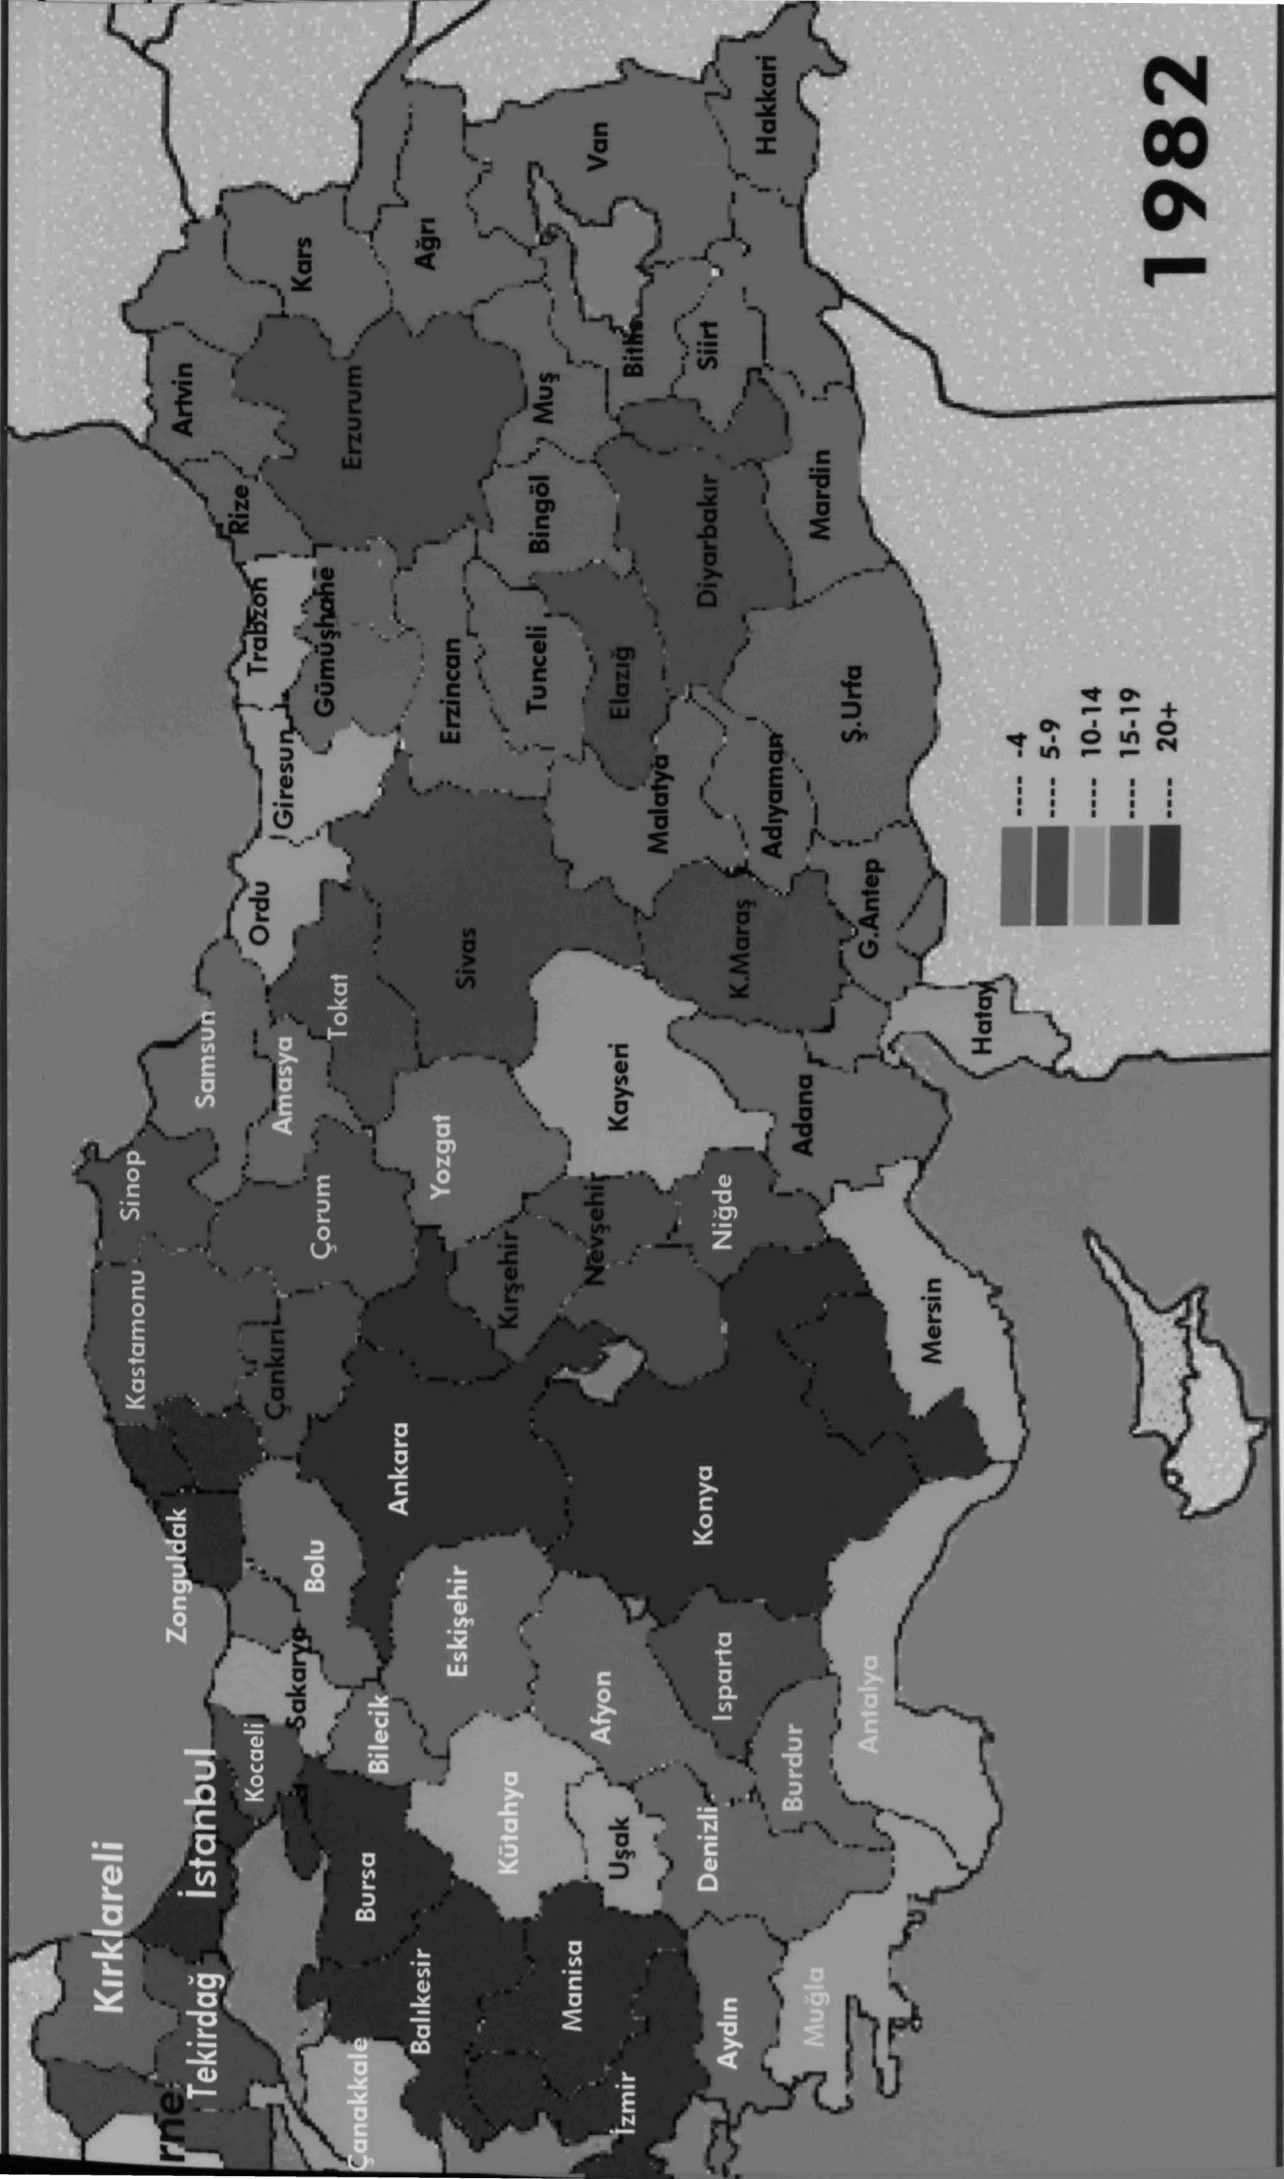 Kırklareli
rne
Tekirdağ
İstanbul
Kocaeli
Sakarya
Zonguldak
Bolu
Kastamonu
Çankırı
Sinop
Çorum
Samsun
Amasya
Tokat
Ordu
Giresun
Trabzon
Gümüşhane
Rize
Artvin
Kars
Ağrı
Erzurum
Erzincan
Çanakkale
Balıkesir
Bursa
Bilecik
Eskişehir
Ankara
Kırşehir
Yozgat
Sivas
Tunceli
Bingöl
Muş
Bitlis
Van
Hakkari
Siirt
Kütahya
Uşak
Manisa
İzmir
Afyon
Nevşehir
Kayseri
Malatya
Elazığ
Diyarbakır
Mardin
Aydın
Denizli
Isparta
Burdur
Konya
Niğde
Adana
K.Maraş
Adıyaman
Ş.Urfa
G.Antep
Hatay
Muğla
Antalya
Mersin
---- -4
---- 5-9
---- 10-14
---- 15-19
---- 20+
1982